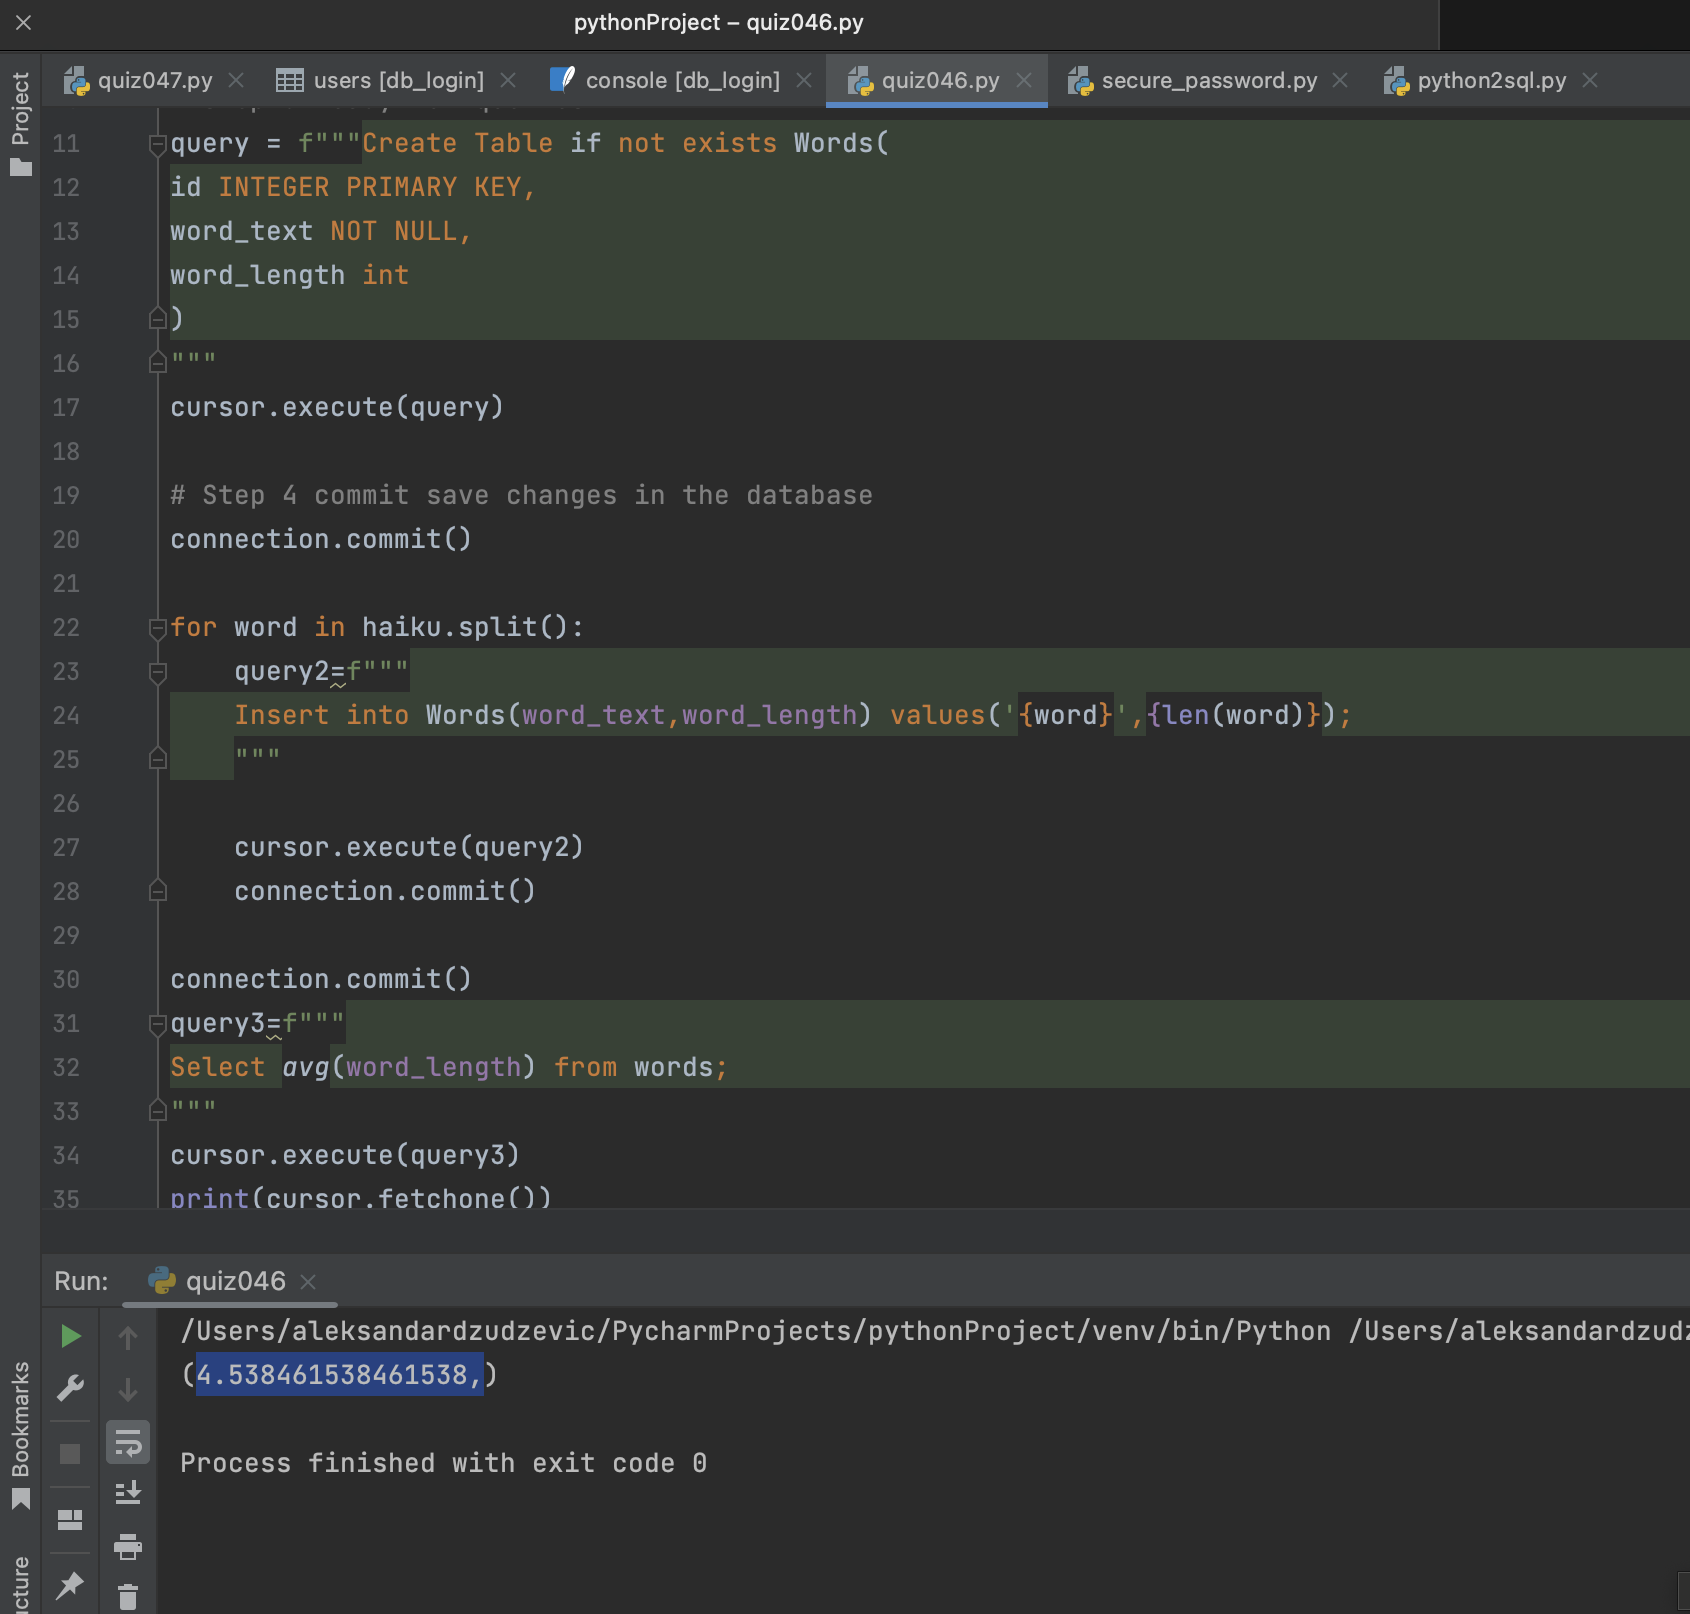 pythonProject – quiz046.py
quiz047.py
users [db_login]
console [db_login]
quiz046.py
secure_password.py
python2sql.py
Project
11 query = f"""Create Table if not exists Words(
12 id INTEGER PRIMARY KEY,
13 word_text NOT NULL,
14 word_length int
15 )
16 """
17 cursor.execute(query)
18
19 # Step 4 commit save changes in the database
20 connection.commit()
21
22 for word in haiku.split():
23     query2=f"""
24     Insert into Words(word_text,word_length) values('{word}',{len(word)});
25     """
26
27     cursor.execute(query2)
28     connection.commit()
29
30 connection.commit()
31 query3=f"""
32 Select avg(word_length) from words;
33 """
34 cursor.execute(query3)
35 print(cursor.fetchone())
Run: quiz046
/Users/aleksandardzudzevic/PycharmProjects/pythonProject/venv/bin/Python /Users/aleksandardzudz
(4.538461538461538,)
Process finished with exit code 0
Bookmarks
ucture